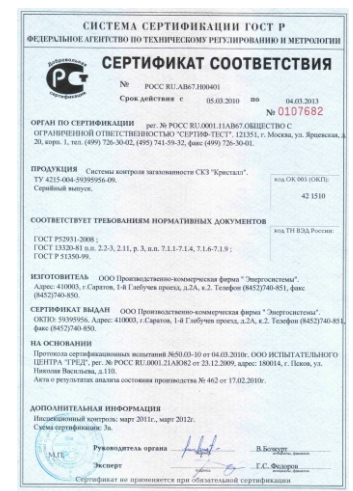 СИСТЕМА СЕРТИФИКАЦИИ ГОСТ Р
ФЕДЕРАЛЬНОЕ АГЕНТСТВО ПО ТЕХНИЧЕСКОМУ РЕГУЛИРОВАНИЮ И МЕТРОЛОГИИ
Добровольная
сертификация
СЕРТИФИКАТ СООТВЕТСТВИЯ
№ РОСС RU.АВ67.Н00401
Срок действия с 05.03.2010 по 04.03.2013
№ 0107682
ОРГАН ПО СЕРТИФИКАЦИИ рег. № РОСС RU.0001.11АВ67.ОБЩЕСТВО С
ОГРАНИЧЕННОЙ ОТВЕТСТВЕННОСТЬЮ "СЕРТИФ-ТЕСТ". 121351, г. Москва, ул. Ярцевская, д.
20, корп. 1, тел. (499) 726-30-02, (495) 741-59-32, факс (499) 726-30-01.
ПРОДУКЦИЯ Системы контроля загазованности СКЗ "Кристалл".
ТУ 4215-004-59395956-09.
Серийный выпуск.
код ОК 005 (ОКП):
42 1510
СООТВЕТСТВУЕТ ТРЕБОВАНИЯМ НОРМАТИВНЫХ ДОКУМЕНТОВ
код ТН ВЭД России:
ГОСТ Р52931-2008 ;
ГОСТ 13320-81 п.п. 2.2-3, 2.11, р. 3, п.п. 7.1.1-7.1.4, 7.1.6-7.1.9 ;
ГОСТ Р 51350-99.
ИЗГОТОВИТЕЛЬ ООО Производственно-коммерческая фирма " Энергосистемы".
Адрес: 410003, г.Саратов, 1-й Глебучев проезд, д.2А, к.2. Телефон (8452)740-851, факс
(8452)740-850.
СЕРТИФИКАТ ВЫДАН ООО Производственно-коммерческая фирма " Энергосистемы".
ОКПО: 59395956. Адрес: 410003, г.Саратов, 1-й Глебучев проезд, д.2А, к.2. Телефон (8452)740-851,
факс (8452)740-850.
НА ОСНОВАНИИ
Протокола сертификационных испытаний №50.03-10 от 04.03.2010г. ООО ИСПЫТАТЕЛЬНОГО
ЦЕНТРА "ТРЕД", рег. № РОСС RU.0001.21АЮ82 от 23.12.2009, адрес: 180014, г. Псков, ул.
Николая Васильева, д.110.
Акта о результатах анализа состояния производства № 462 от 17.02.2010г.
ДОПОЛНИТЕЛЬНАЯ ИНФОРМАЦИЯ
Инспекционный контроль: март 2011г., март 2012г.
Схема сертификации: 3а.
Руководитель органа В.Бозкурт
М.П.
Эксперт Г.С. Федоров
Сертификат не применяется при обязательной сертификации